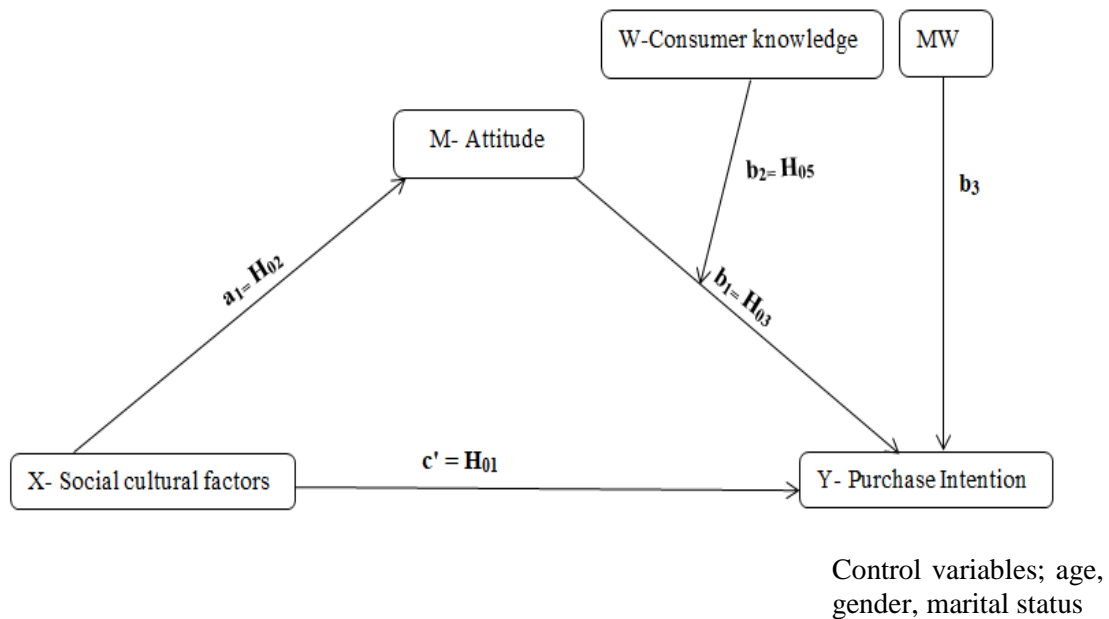 W-Consumer knowledge
MW
M- Attitude
b2= H05
b3
a1= H02
b1= H03
c' = H01
X- Social cultural factors
Y- Purchase Intention
Control variables; age,
gender, marital status